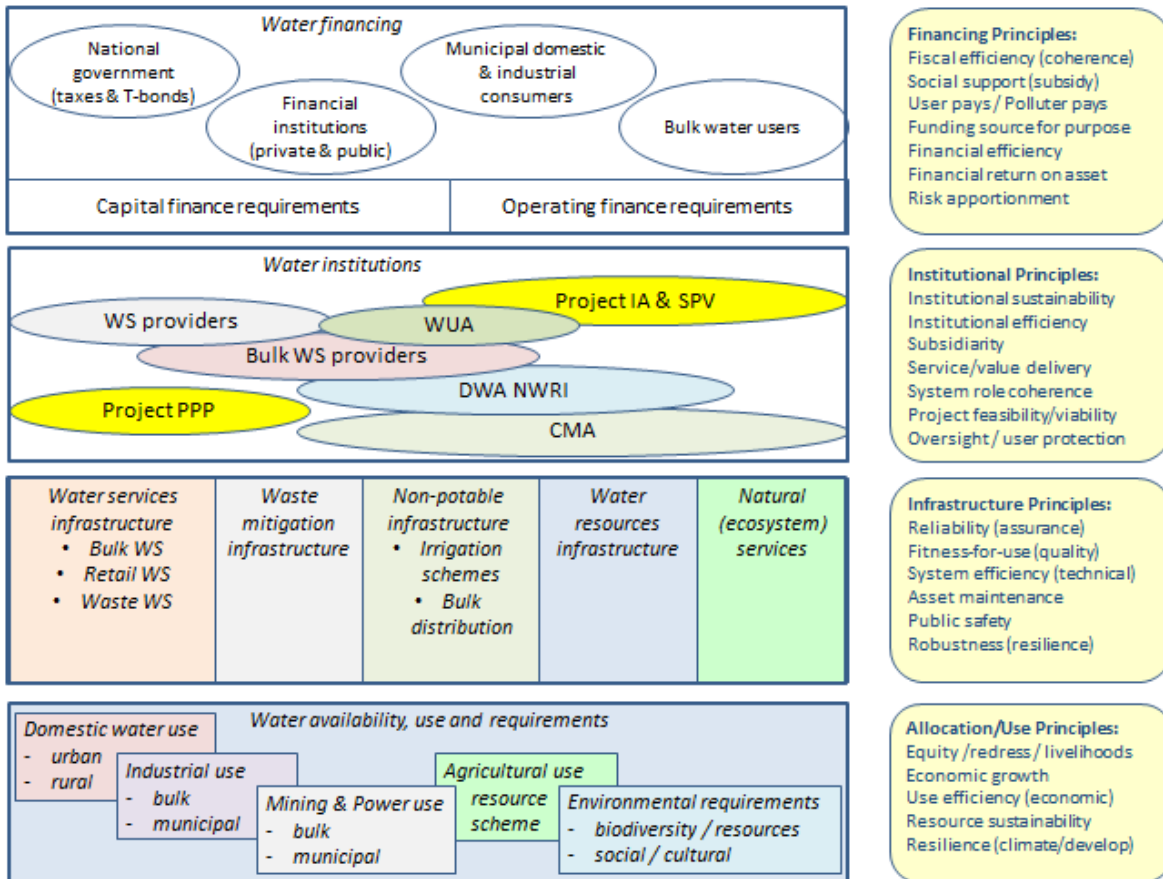 Water financing
National
government
(taxes & T-bonds)
Financial
institutions
(private & public)
Municipal domestic
& industrial
consumers
Bulk water users
Capital finance requirements
Operating finance requirements
Financing Principles:
Fiscal efficiency (coherence)
Social support (subsidy)
User pays / Polluter pays
Funding source for purpose
Financial efficiency
Financial return on asset
Risk apportionment
Water institutions
Project IA & SPV
WS providers
WUA
Bulk WS providers
DWA NWRI
Project PPP
CMA
Institutional Principles:
Institutional sustainability
Institutional efficiency
Subsidiarity
Service/value delivery
System role coherence
Project feasibility/viability
Oversight / user protection
Water services
infrastructure
• Bulk WS
• Retail WS
• Waste WS
Waste
mitigation
infrastructure
Non-potable
infrastructure
• Irrigation
schemes
• Bulk
distribution
Water
resources
infrastructure
Natural
(ecosystem)
services
Infrastructure Principles:
Reliability (assurance)
Fitness-for-use (quality)
System efficiency (technical)
Asset maintenance
Public safety
Robustness (resilience)
Water availability, use and requirements
Domestic water use
- urban
- rural
Industrial use
- bulk
- municipal
Mining & Power use
- bulk
- municipal
Agricultural use
resource
scheme
Environmental requirements
- biodiversity / resources
- social / cultural
Allocation/Use Principles:
Equity /redress / livelihoods
Economic growth
Use efficiency (economic)
Resource sustainability
Resilience (climate/develop)